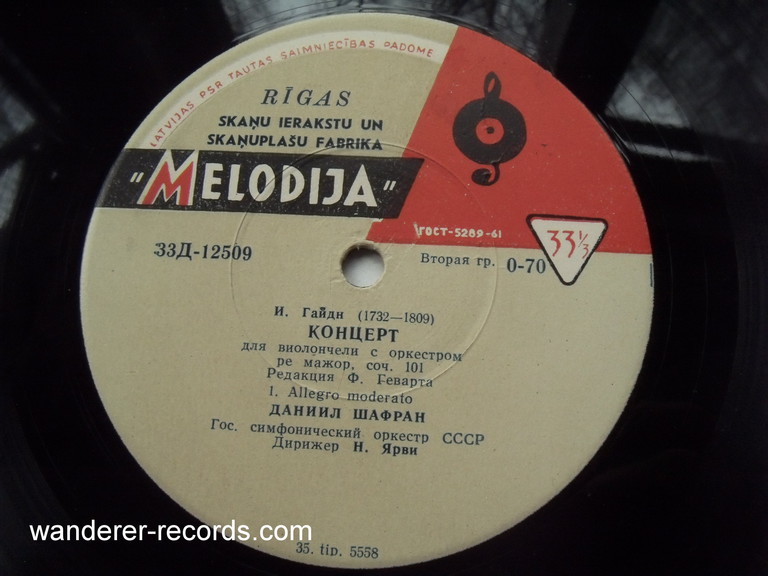 LATVIJAS PSR TAUTAS SAIMNIECĪBAS PADOME
RĪGAS
SKAŅU IERAKSTU UN
SKAŅUPLAŠU FABRIKA
"MELODIJA"
ГОСТ-5289-61
33⅓
33Д-12509
Вторая гр. 0-70
И. Гайдн (1732—1809)
КОНЦЕРТ
для виолончели с оркестром
ре мажор, соч. 101
Редакция Ф. Геварта
1. Allegro moderato
ДАНИИЛ ШАФРАН
Гос. симфонический оркестр СССР
Дирижер Н. Ярви
35. tip. 5558
wanderer-records.com